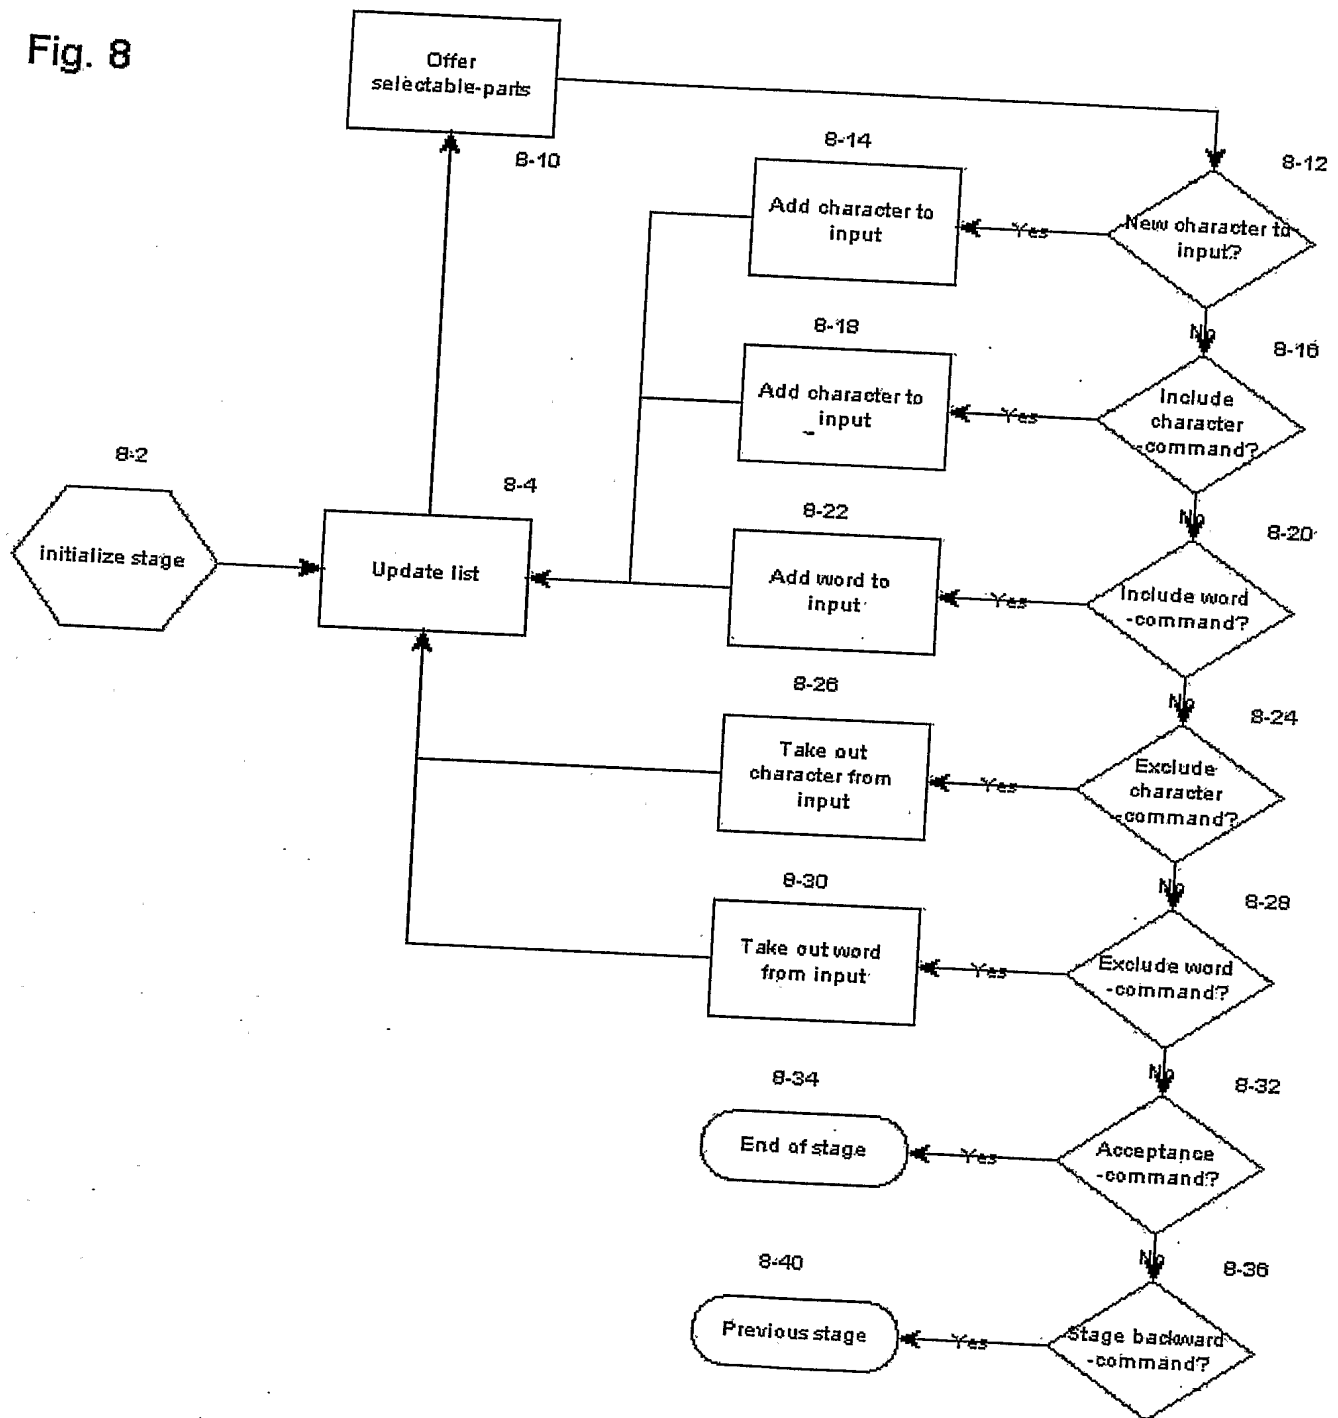 Fig. 8
Offer
selectable-parts
8-10
8-12
New character to
input?
Yes
No
8-14
Add character to
input
8-16
Include
character
-command?
Yes
No
8-18
Add character to
input
8-20
Include word
-command?
Yes
No
8-22
Add word to
input
8-2
initialize stage
8-4
Update list
8-24
Exclude
character
-command?
Yes
No
8-26
Take out
character from
input
8-28
Exclude word
-command?
Yes
No
8-30
Take out word
from input
8-32
Acceptance
-command?
Yes
No
8-34
End of stage
8-36
Stage backward
-command?
Yes
8-40
Previous stage